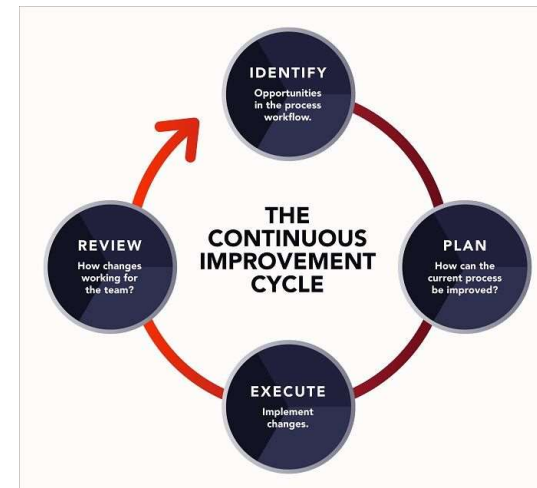 IDENTIFY
Opportunities
in the process
workflow.
THE
CONTINUOUS
IMPROVEMENT
CYCLE
REVIEW
How changes
working for
the team?
PLAN
How can the
current process
be improved?
EXECUTE
Implement
changes.